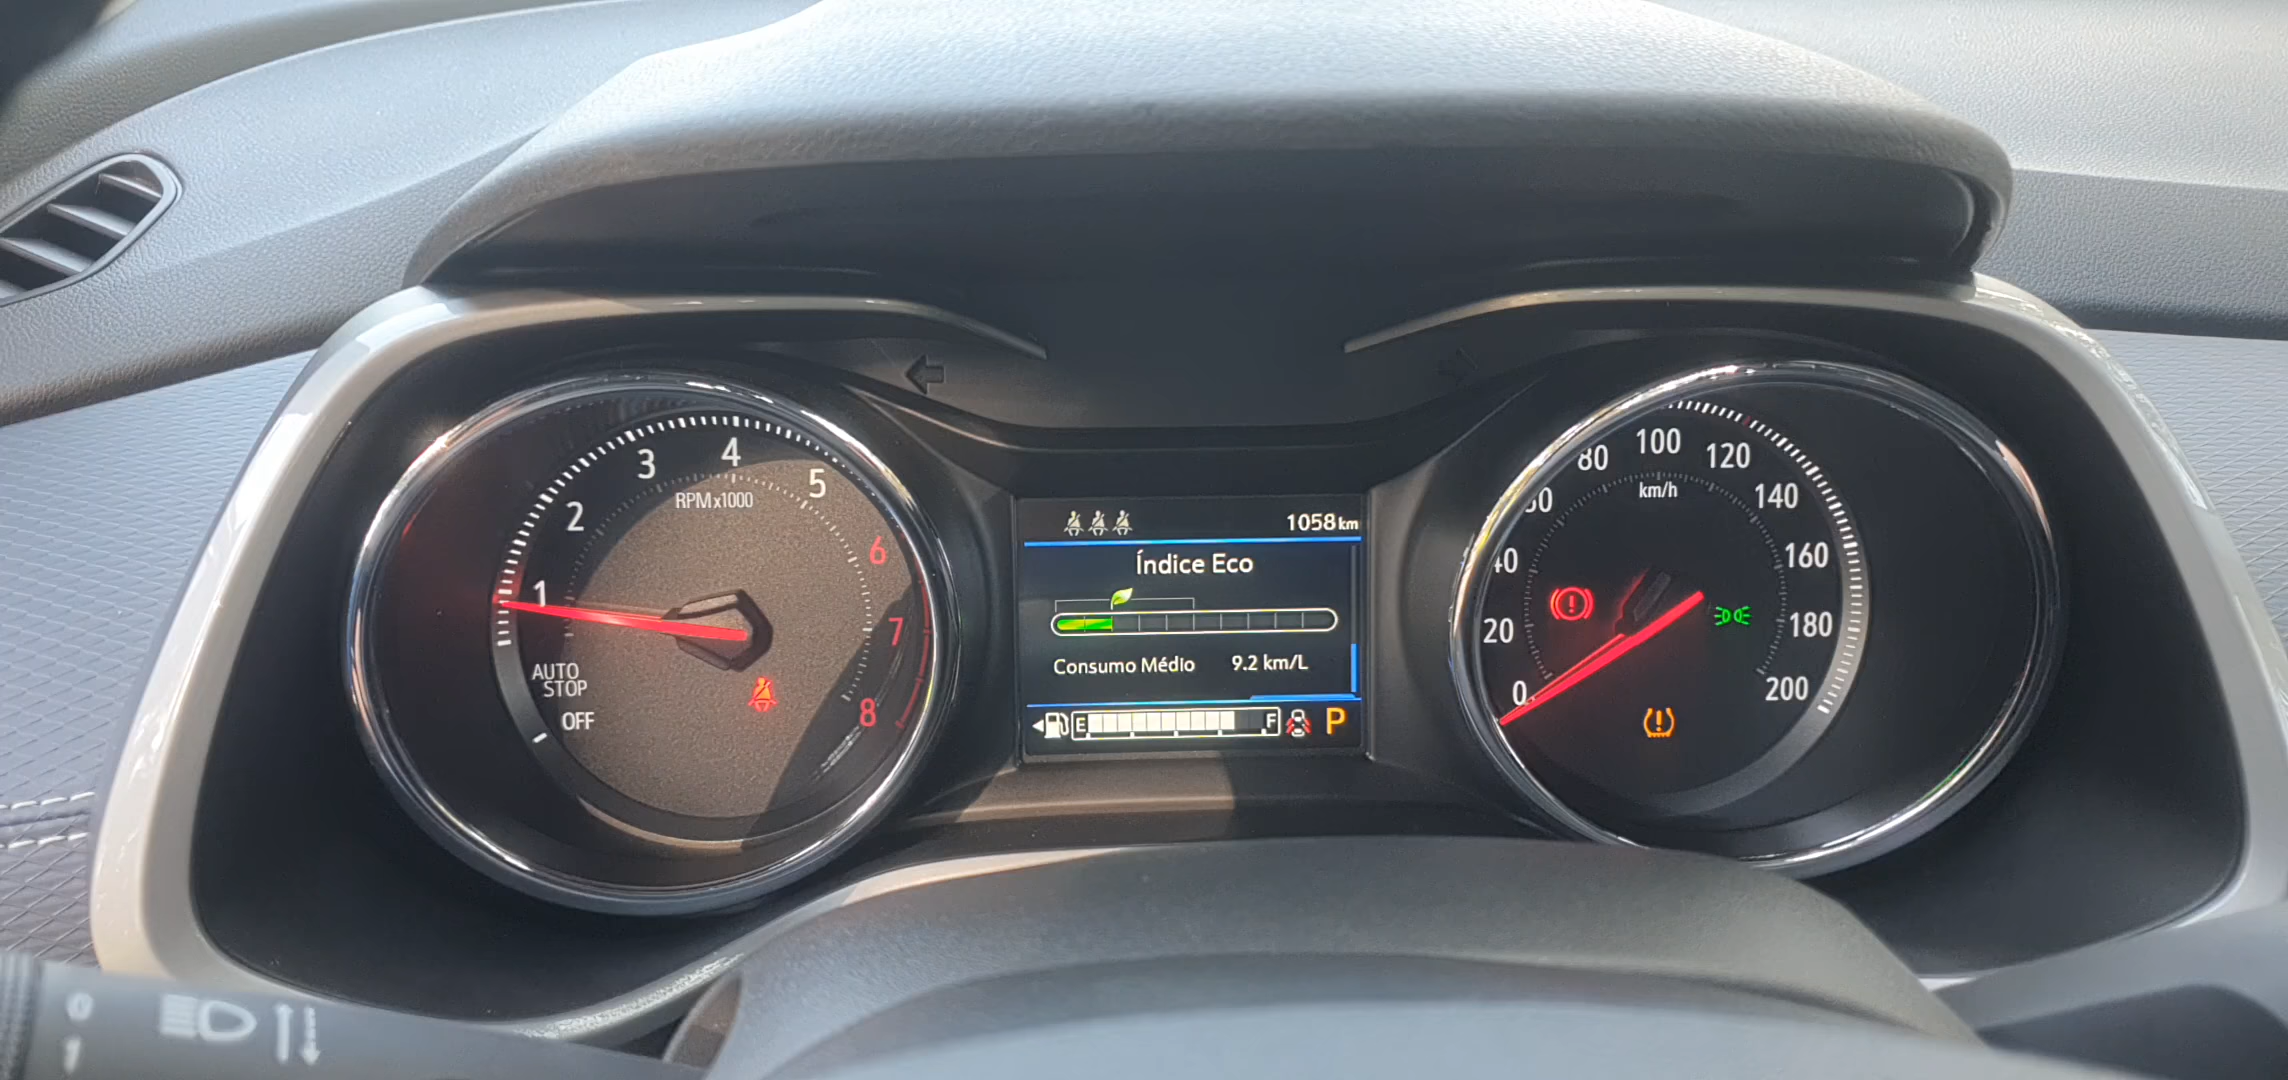 1
2
3
4
5
6
7
8
RPM x1000
AUTO
STOP
OFF
1058 km
Índice Eco
Consumo Médio 9.2 km/L
E F P
0
20
80
100
120
140
160
180
200
km/h